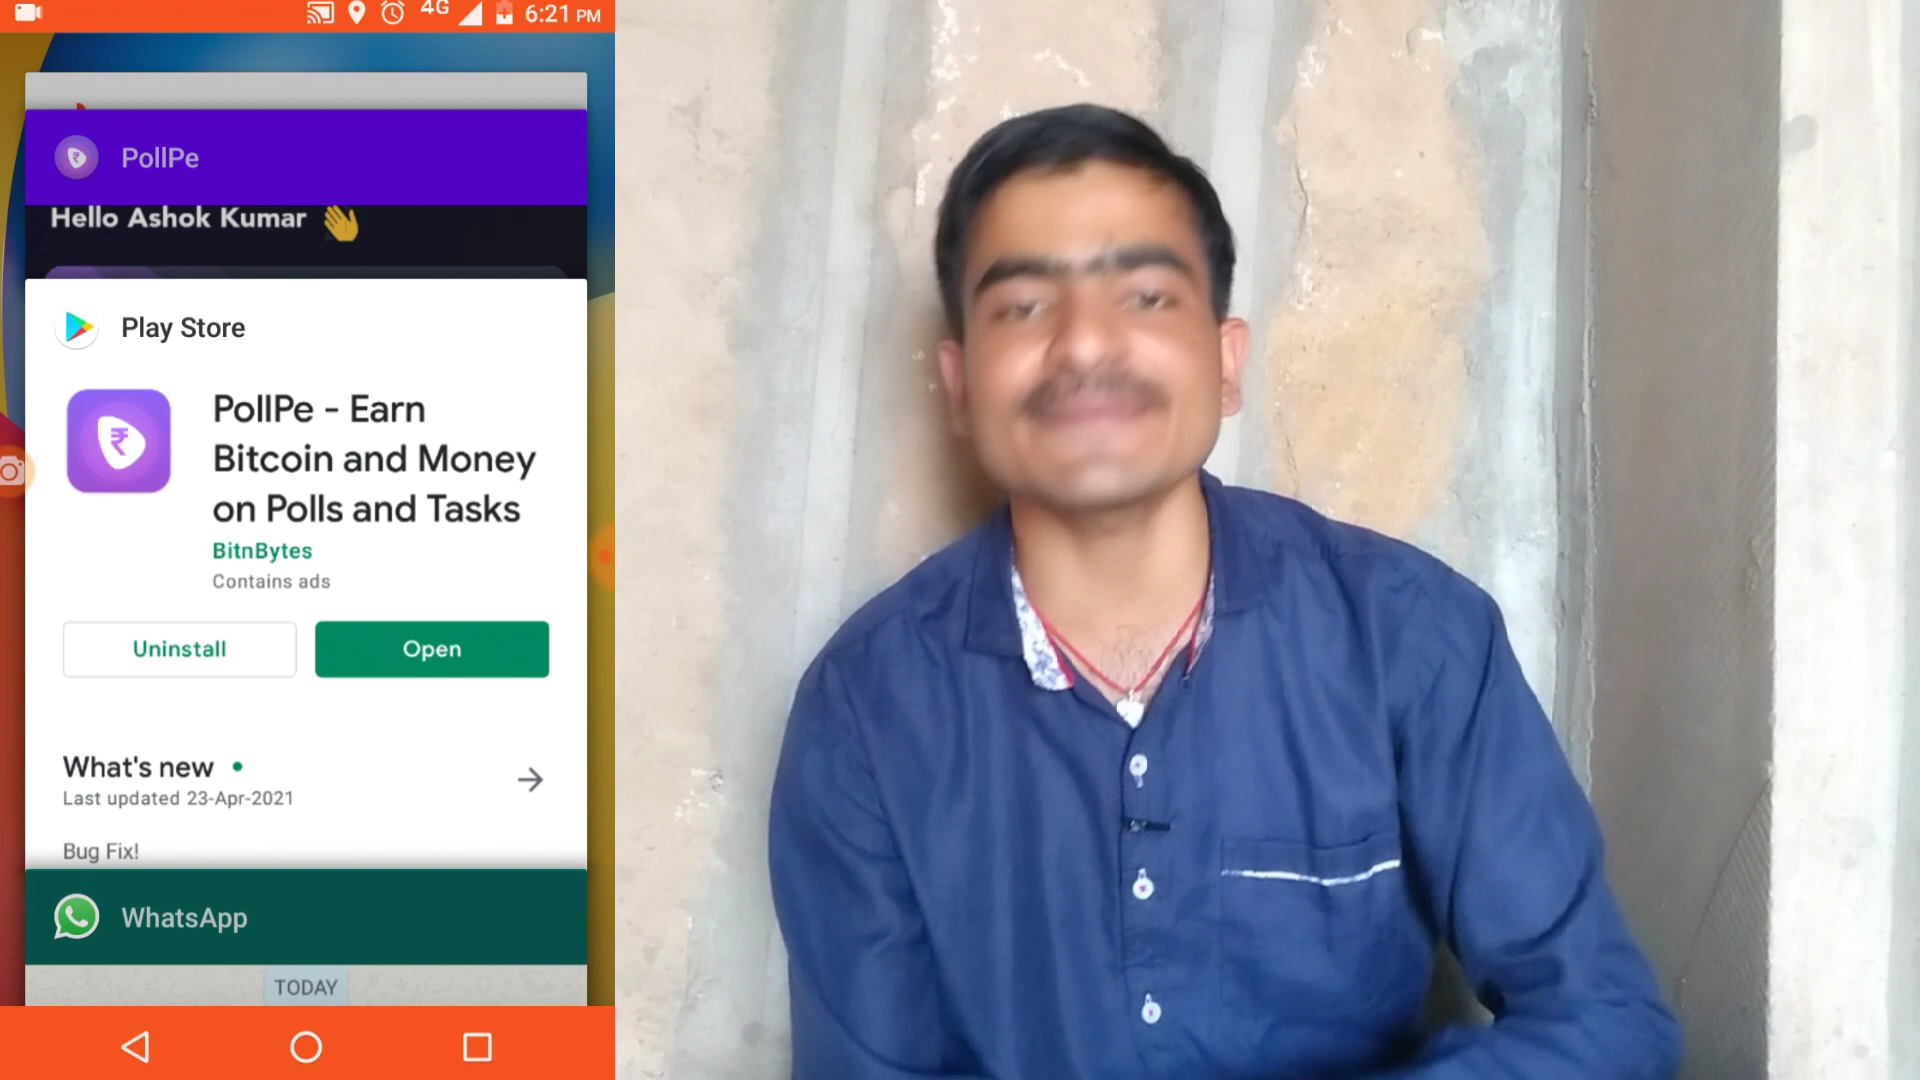 4G 6:21 PM
PollPe
Hello Ashok Kumar 👋
Play Store
PollPe - Earn
Bitcoin and Money
on Polls and Tasks
BitnBytes
Contains ads
Uninstall
Open
What's new
Last updated 23-Apr-2021
Bug Fix!
WhatsApp
TODAY